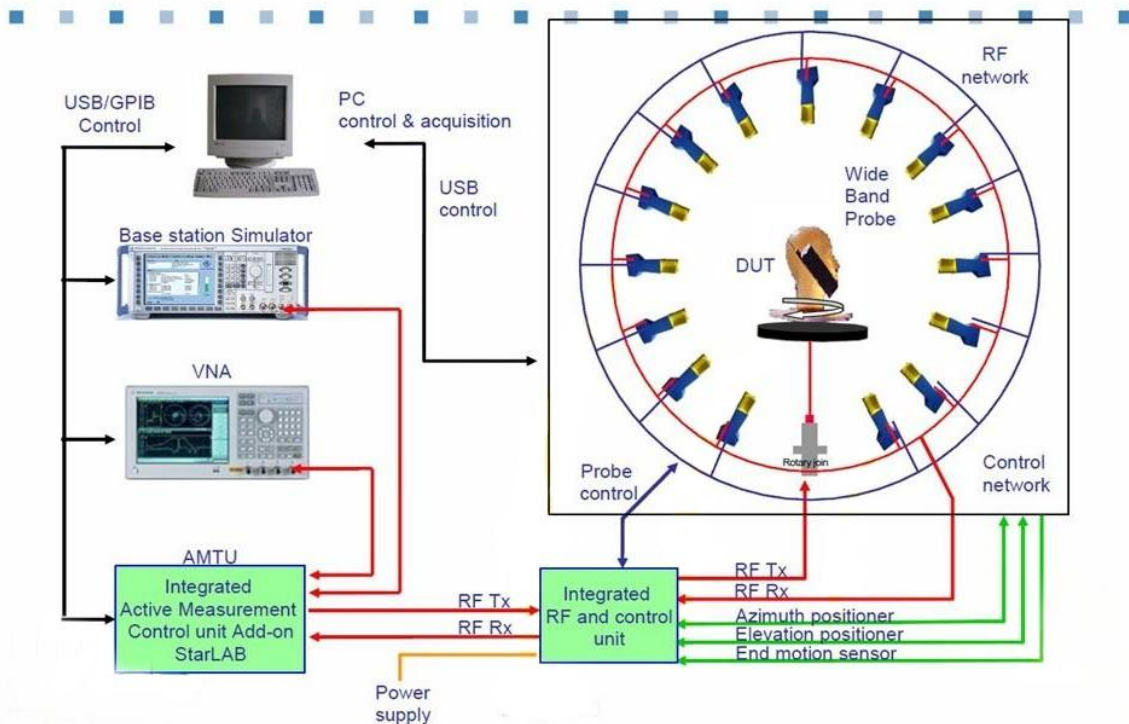 USB/GPIB
Control
PC
control & acquisition
USB
control
Base station Simulator
VNA
AMTU
Integrated
Active Measurement
Control unit Add-on
StarLAB
RF Tx
RF Rx
Power
supply
Integrated
RF and control
unit
RF Tx
RF Rx
Azimuth positioner
Elevation positioner
End motion sensor
Probe
control
Control
network
RF
network
Wide
Band
Probe
DUT
Rotary join